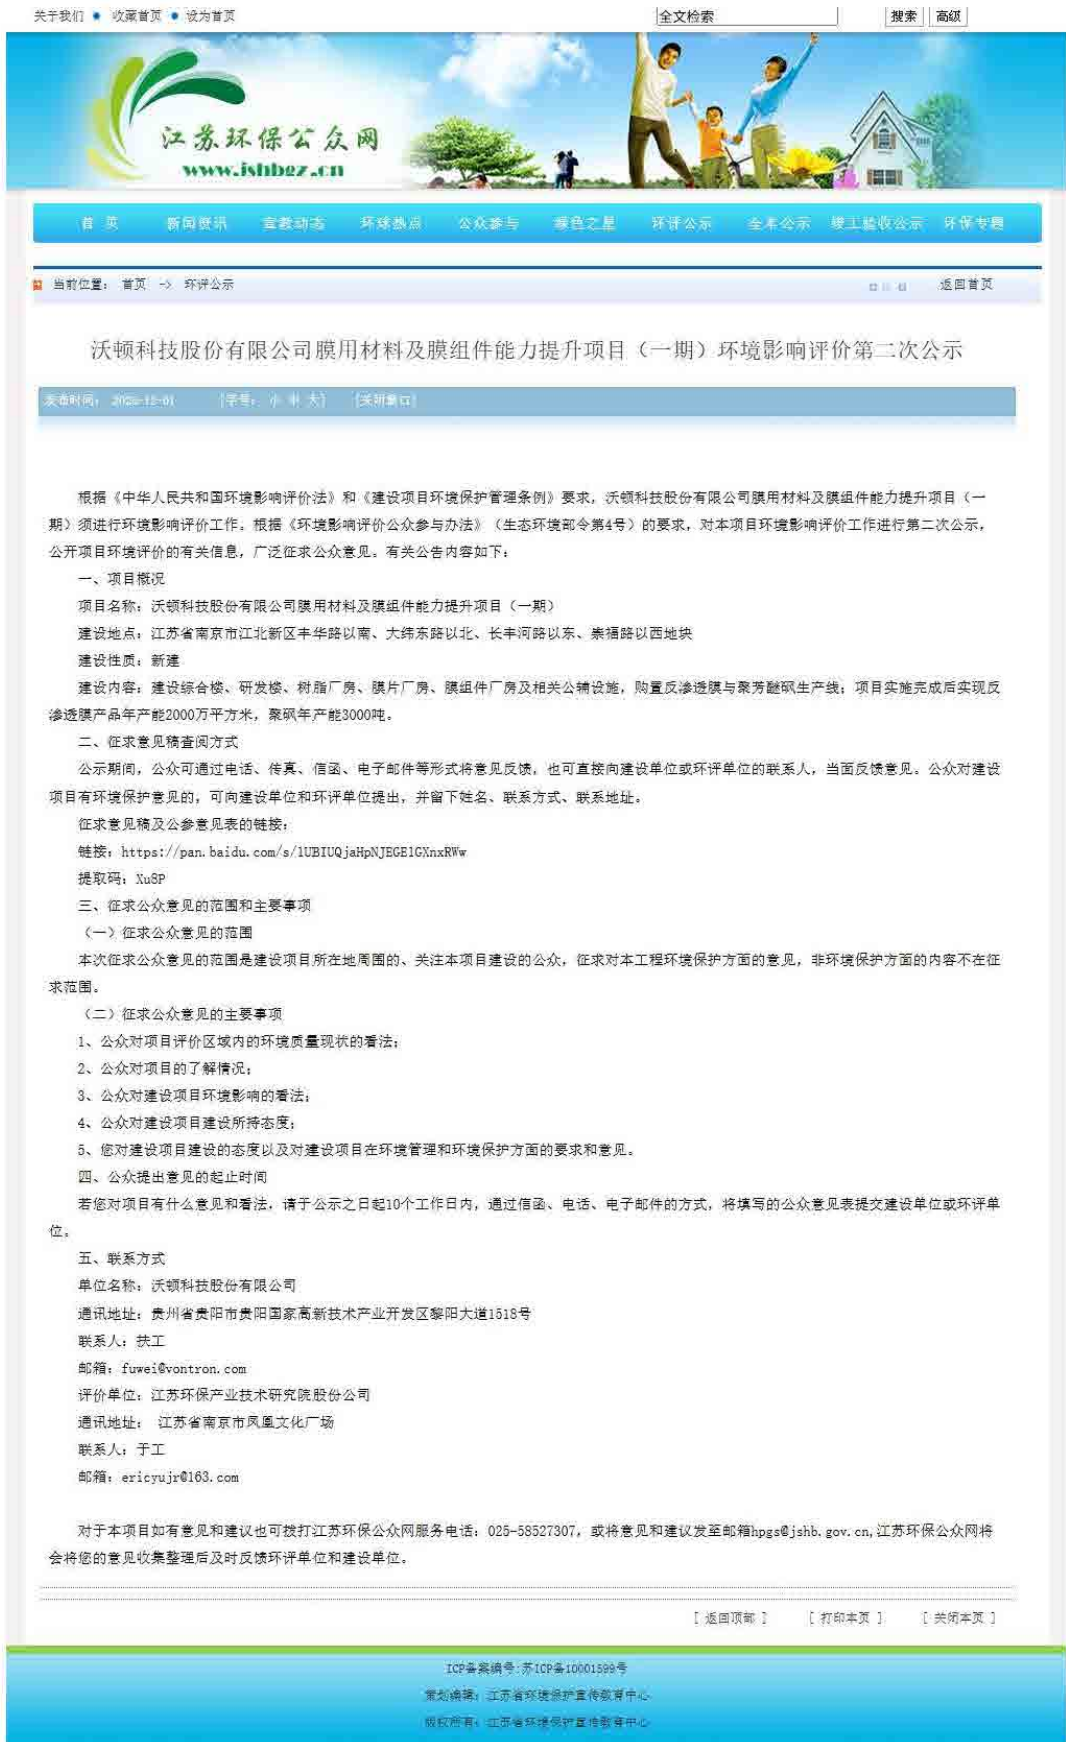 关于我们 • 收藏首页 • 设为首页 全文检索 搜索 高级
江苏环保公众网
www.jshbgz.cn
首 页 新闻资讯 宣教动态 环球热点 公众参与 绿色之星 环评公示 全本公示 竣工验收公示 环保专题
当前位置： 首页 -> 环评公示 返回首页
沃顿科技股份有限公司膜用材料及膜组件能力提升项目（一期）环境影响评价第二次公示
发布时间： [字号： 小 中 大] [关闭窗口]
根据《中华人民共和国环境影响评价法》和《建设项目环境保护管理条例》要求，沃顿科技股份有限公司膜用材料及膜组件能力提升项目（一
期）须进行环境影响评价工作。根据《环境影响评价公众参与办法》（生态环境部令第4号）的要求，对本项目环境影响评价工作进行第二次公示，
公开项目环境评价的有关信息，广泛征求公众意见。有关公告内容如下：
一、项目概况
项目名称：沃顿科技股份有限公司膜用材料及膜组件能力提升项目（一期）
建设地点：江苏省南京市江北新区丰华路以南、大纬东路以北、长丰河路以东、崇福路以西地块
建设性质：新建
建设内容：建设综合楼、研发楼、树脂厂房、膜片厂房、膜组件厂房及相关公辅设施，购置反渗透膜与聚芳醚砜生产线；项目实施完成后实现反
渗透膜产品年产能2000万平方米，聚砜年产能3000吨。
二、征求意见稿查阅方式
公示期间，公众可通过电话、传真、信函、电子邮件等形式将意见反馈，也可直接向建设单位或环评单位的联系人，当面反馈意见。公众对建设
项目有环境保护意见的，可向建设单位和环评单位提出，并留下姓名、联系方式、联系地址。
征求意见稿及公参意见表的链接：
链接：https://pan.baidu.com/s/1UBIUQjaHpNJEGE1GXnxRWw
提取码：Xu8P
三、征求公众意见的范围和主要事项
（一）征求公众意见的范围
本次征求公众意见的范围是建设项目所在地周围的、关注本项目建设的公众，征求对本工程环境保护方面的意见，非环境保护方面的内容不在征
求范围。
（二）征求公众意见的主要事项
1、公众对项目评价区域内的环境质量现状的看法；
2、公众对项目的了解情况；
3、公众对建设项目环境影响的看法；
4、公众对建设项目建设所持态度；
5、您对建设项目建设的态度以及对建设项目在环境管理和环境保护方面的要求和意见。
四、公众提出意见的起止时间
若您对项目有什么意见和看法，请于公示之日起10个工作日内，通过信函、电话、电子邮件的方式，将填写的公众意见表提交建设单位或环评单
位。
五、联系方式
单位名称：沃顿科技股份有限公司
通讯地址：贵州省贵阳市贵阳国家高新技术产业开发区黎阳大道1518号
联系人：扶工
邮箱：fuwei@vontron.com
评价单位：江苏环保产业技术研究院股份公司
通讯地址： 江苏省南京市凤凰文化广场
联系人：于工
邮箱：ericyujr@163.com
对于本项目如有意见和建议也可拨打江苏环保公众网服务电话：025-58527307，或将意见和建议发至邮箱hpgs@jshb.gov.cn,江苏环保公众网将
会将您的意见收集整理后及时反馈环评单位和建设单位。
[ 返回顶部 ] [ 打印本页 ] [ 关闭本页 ]
ICP备案编号:苏ICP备10001599号
策划编辑：江苏省环境保护宣传教育中心
版权所有：江苏省环境保护宣传教育中心